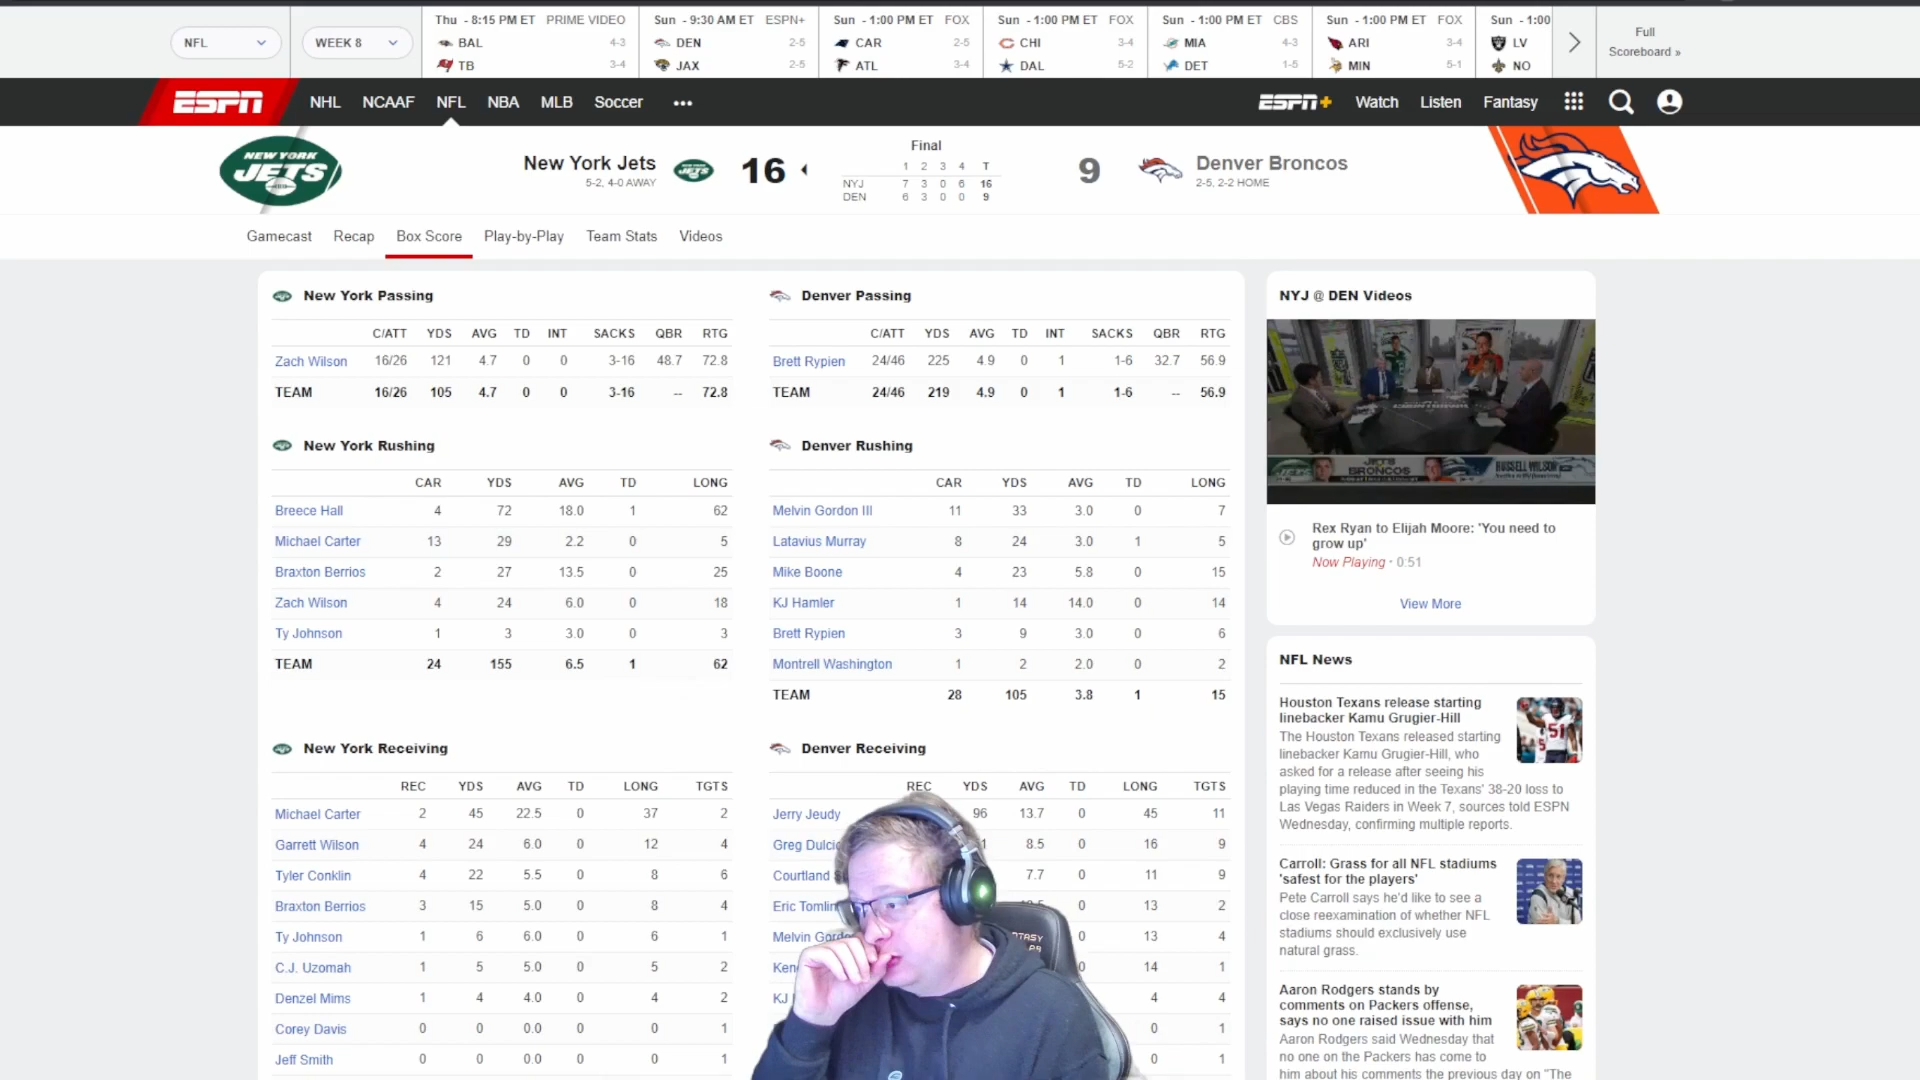 NFL
WEEK 8
Thu - 8:15 PM ET PRIME VIDEO
BAL 4-3
TB 3-4
Sun - 9:30 AM ET ESPN+
DEN 2-5
JAX 2-5
Sun - 1:00 PM ET FOX
CAR 2-5
ATL 3-4
Sun - 1:00 PM ET FOX
CHI 3-4
DAL 5-2
Sun - 1:00 PM ET CBS
MIA 4-3
DET 1-5
Sun - 1:00 PM ET FOX
ARI 3-4
MIN 5-1
Sun - 1:00
LV
NO
Full
Scoreboard »
ESPN NHL NCAAF NFL NBA MLB Soccer ••• ESPN+ Watch Listen Fantasy
NEW YORK
JETS
New York Jets
5-2, 4-0 AWAY
JETS
16
Final
1 2 3 4 T
NYJ 7 3 0 6 16
DEN 6 3 0 0 9
9
Denver Broncos
2-5, 2-2 HOME
Gamecast Recap Box Score Play-by-Play Team Stats Videos
New York Passing
C/ATT YDS AVG TD INT SACKS QBR RTG
Zach Wilson 16/26 121 4.7 0 0 3-16 48.7 72.8
TEAM 16/26 105 4.7 0 0 3-16 -- 72.8
Denver Passing
C/ATT YDS AVG TD INT SACKS QBR RTG
Brett Rypien 24/46 225 4.9 0 1 1-6 32.7 56.9
TEAM 24/46 219 4.9 0 1 1-6 -- 56.9
New York Rushing
CAR YDS AVG TD LONG
Breece Hall 4 72 18.0 1 62
Michael Carter 13 29 2.2 0 5
Braxton Berrios 2 27 13.5 0 25
Zach Wilson 4 24 6.0 0 18
Ty Johnson 1 3 3.0 0 3
TEAM 24 155 6.5 1 62
Denver Rushing
CAR YDS AVG TD LONG
Melvin Gordon III 11 33 3.0 0 7
Latavius Murray 8 24 3.0 1 5
Mike Boone 4 23 5.8 0 15
KJ Hamler 1 14 14.0 0 14
Brett Rypien 3 9 3.0 0 6
Montrell Washington 1 2 2.0 0 2
TEAM 28 105 3.8 1 15
New York Receiving
REC YDS AVG TD LONG TGTS
Michael Carter 2 45 22.5 0 37 2
Garrett Wilson 4 24 6.0 0 12 4
Tyler Conklin 4 22 5.5 0 8 6
Braxton Berrios 3 15 5.0 0 8 4
Ty Johnson 1 6 6.0 0 6 1
C.J. Uzomah 1 5 5.0 0 5 2
Denzel Mims 1 4 4.0 0 4 2
Corey Davis 0 0 0.0 0 0 1
Jeff Smith 0 0 0.0 0 0 1
Denver Receiving
REC YDS AVG TD LONG TGTS
Jerry Jeudy 96 13.7 0 45 11
Greg Dulcic 1 8.5 0 16 9
Courtland S 7.7 0 11 9
Eric Tomlin 0 13 2
Melvin Gordo 0 13 4
Ken 0 14 1
KJ 4 4
0 1
0 1
NYJ @ DEN Videos
JETS
BRONCOS
RUSSELL WILSON
Rex Ryan to Elijah Moore: 'You need to
grow up'
Now Playing • 0:51
View More
NFL News
Houston Texans release starting
linebacker Kamu Grugier-Hill
The Houston Texans released starting
linebacker Kamu Grugier-Hill, who
asked for a release after seeing his
playing time reduced in the Texans' 38-20 loss to
Las Vegas Raiders in Week 7, sources told ESPN
Wednesday, confirming multiple reports.
51
Carroll: Grass for all NFL stadiums
'safest for the players'
Pete Carroll says he'd like to see a
close reexamination of whether NFL
stadiums should exclusively use
natural grass.
Aaron Rodgers stands by
comments on Packers offense,
says no one raised issue with him
Aaron Rodgers said Wednesday that
no one on the Packers has come to
him about his comments the previous day on "The